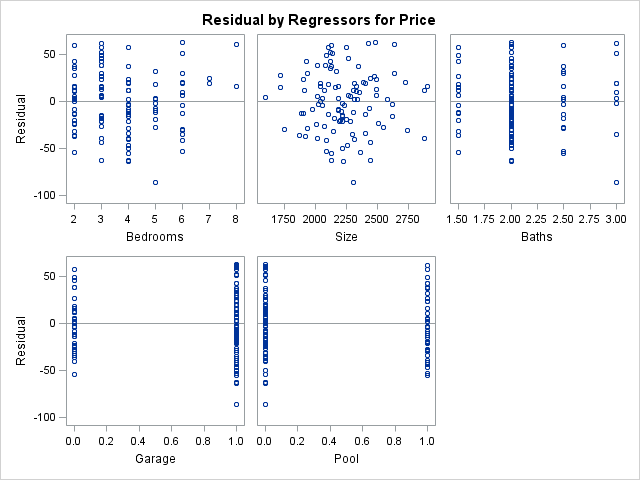 Residual by Regressors for Price
50
0
-50
-100
Residual
2 3 4 5 6 7 8
Bedrooms
1750 2000 2250 2500 2750
Size
1.50 1.75 2.00 2.25 2.50 2.75 3.00
Baths
50
0
-50
-100
Residual
0.0 0.2 0.4 0.6 0.8 1.0
Garage
0.0 0.2 0.4 0.6 0.8 1.0
Pool